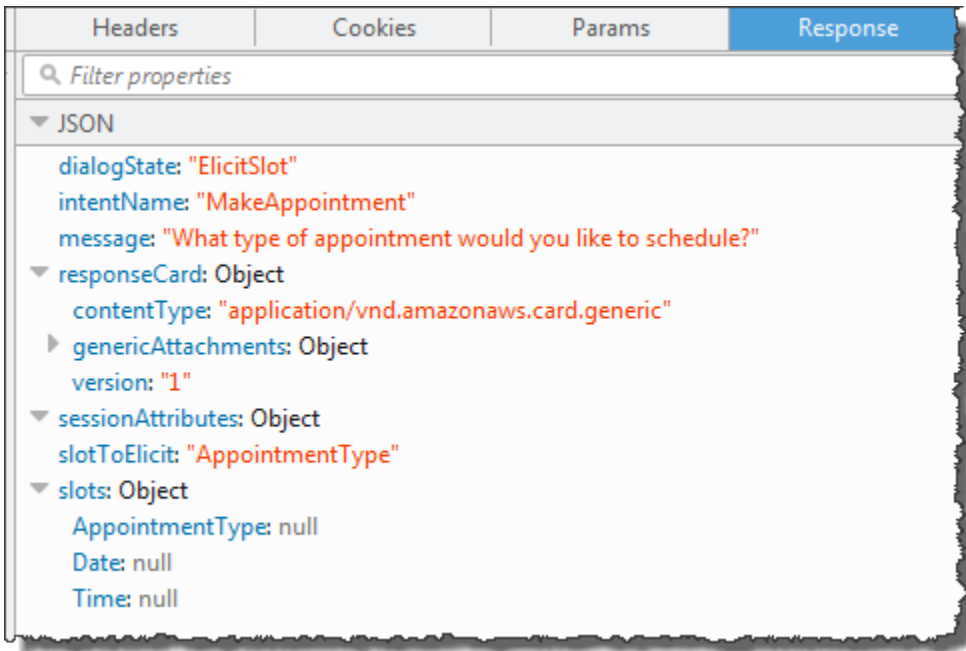 Headers Cookies Params Response
Filter properties
JSON
dialogState: "ElicitSlot"
intentName: "MakeAppointment"
message: "What type of appointment would you like to schedule?"
responseCard: Object
contentType: "application/vnd.amazonaws.card.generic"
genericAttachments: Object
version: "1"
sessionAttributes: Object
slotToElicit: "AppointmentType"
slots: Object
AppointmentType: null
Date: null
Time: null